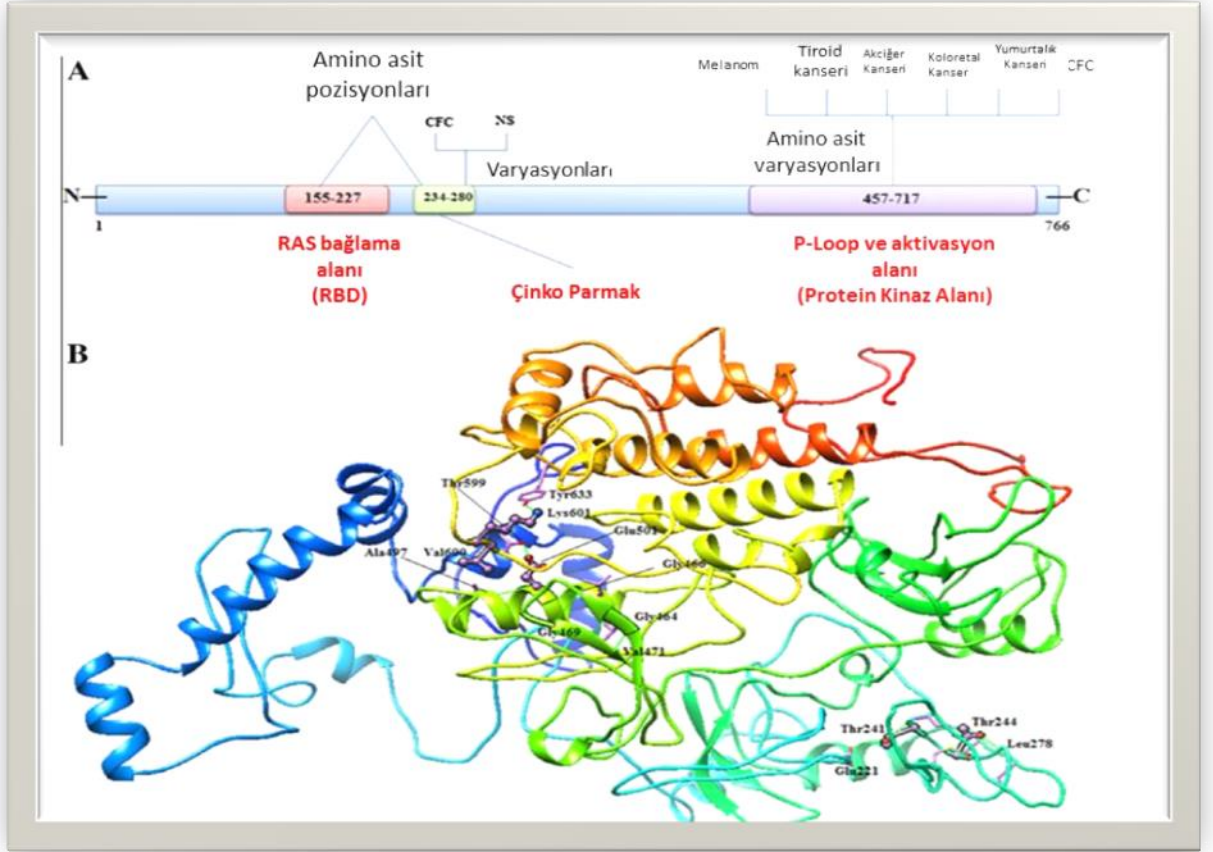 A
Amino asit
pozisyonları
CFC
NS
Varyasyonları
Melanom
Tiroid
kanseri
Akciğer
Kanseri
Koloretal
Kanser
Yumurtalık
Kanseri
CFC
Amino asit
varyasyonları
N
155-227
234-280
457-717
C
1
766
RAS bağlama
alanı
(RBD)
Çinko Parmak
P-Loop ve aktivasyon
alanı
(Protein Kinaz Alanı)
B
Thr599
Tyr633
Lys601
Glu501
Ala497
Val600
Gly466
Gly464
Gly469
Val471
Thr241
Thr244
Leu278
Gln221